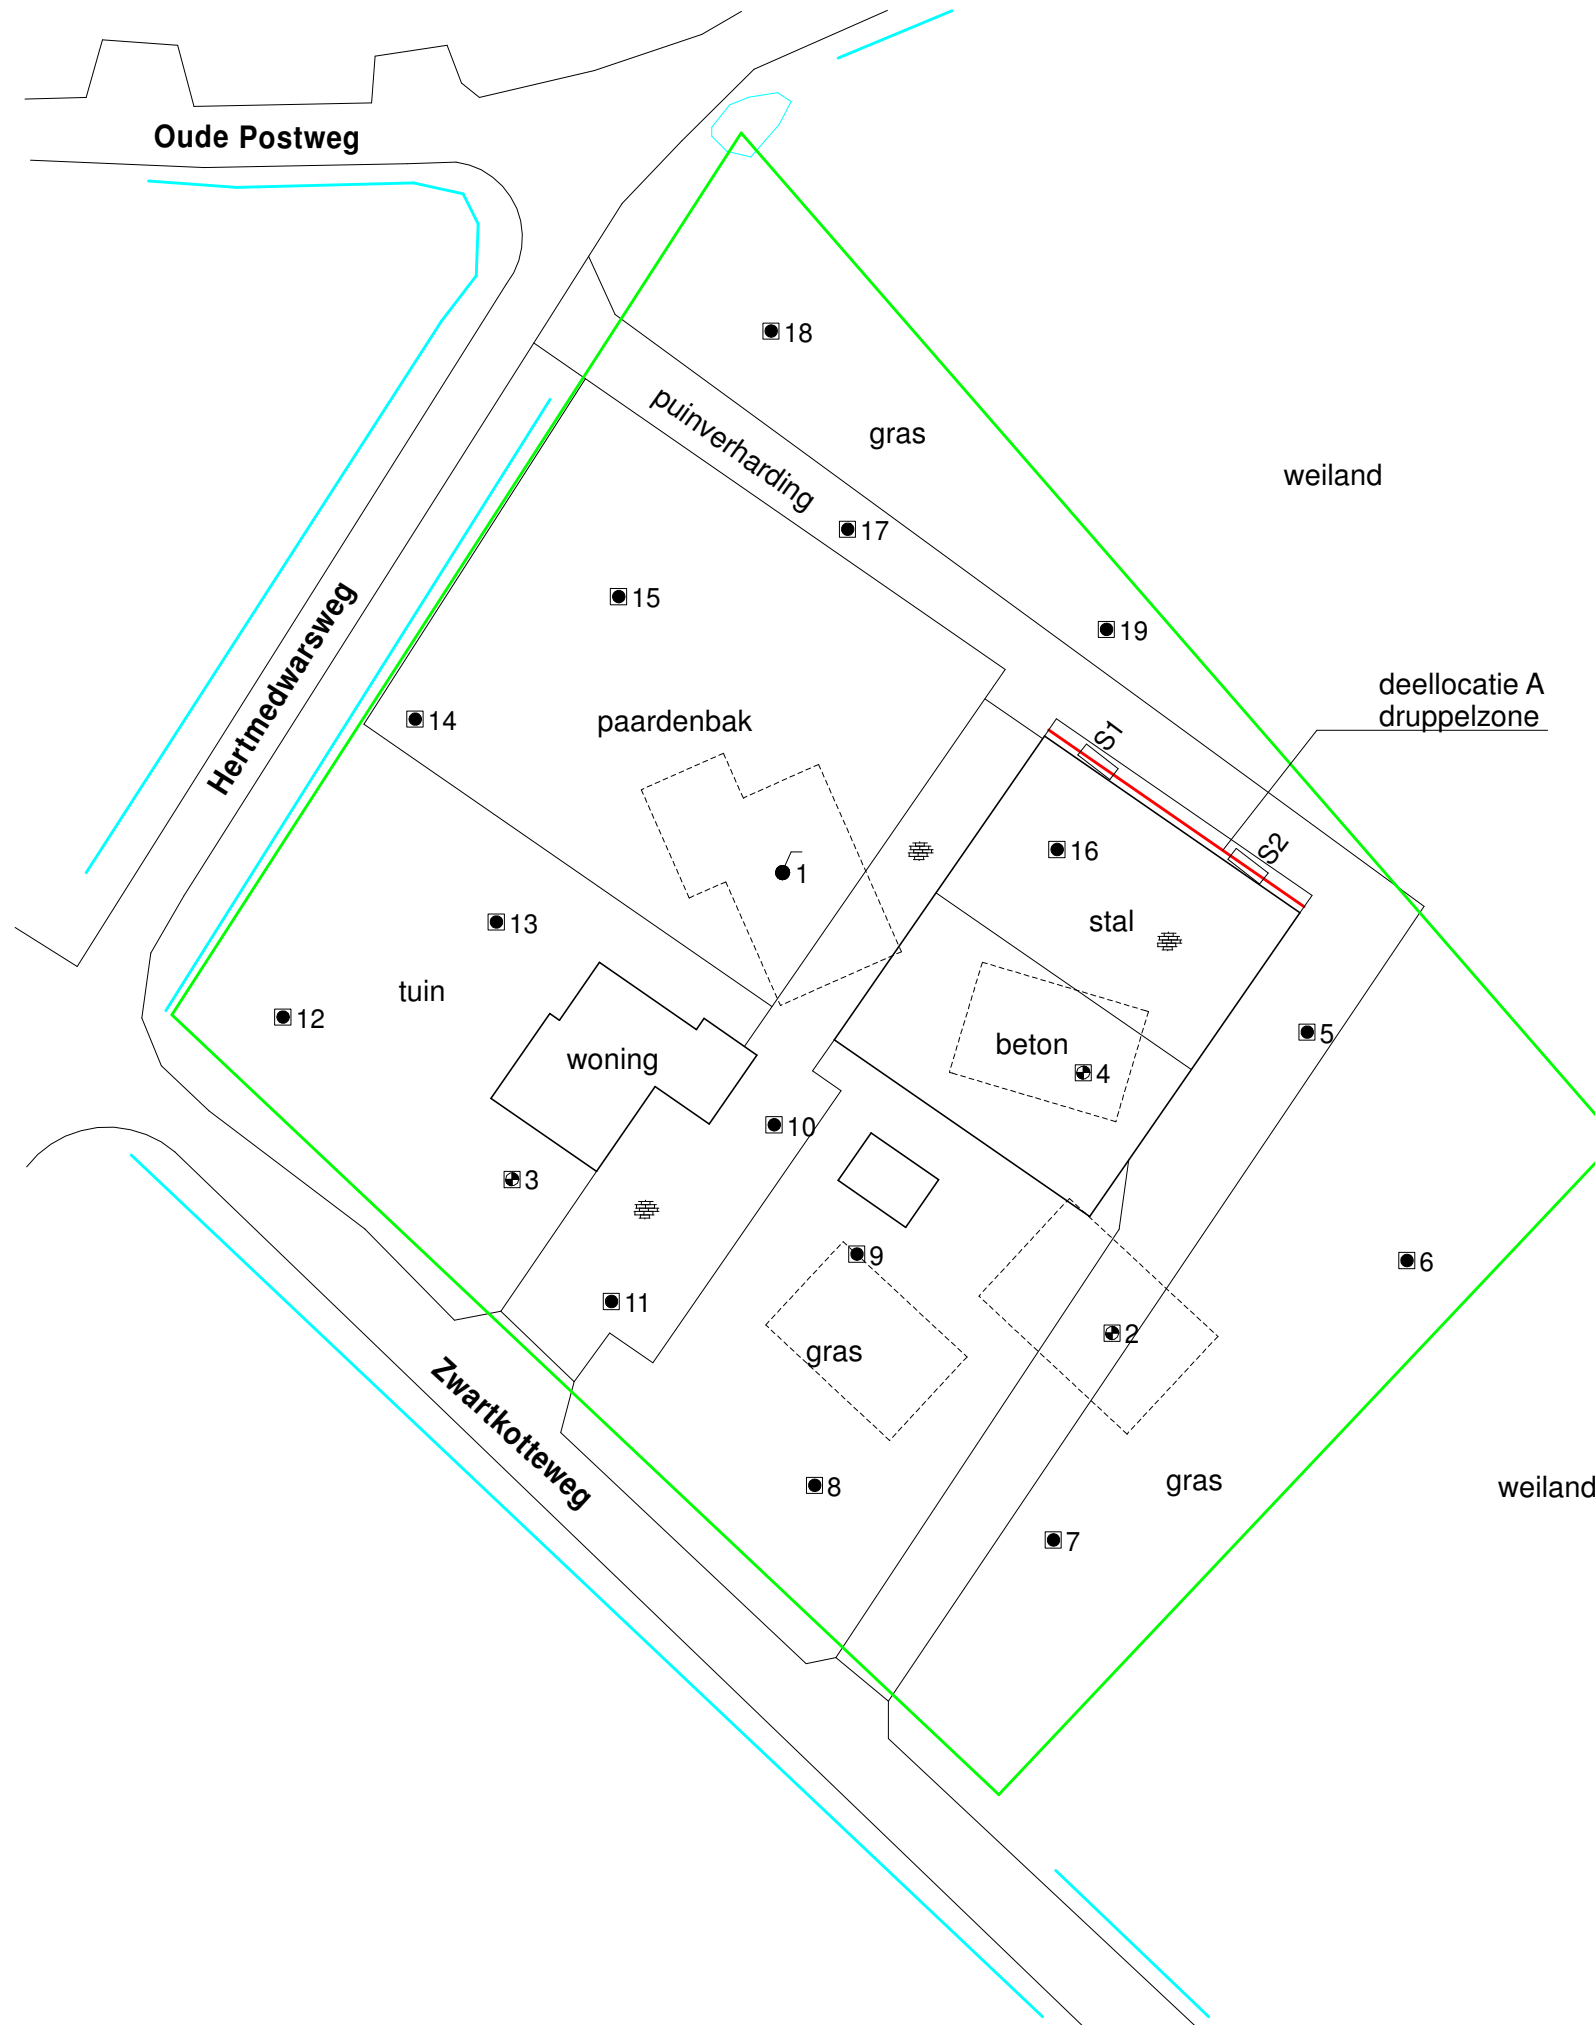 Oude Postweg
18
puinverharding
gras
weiland
17
15
Hertmedwarsweg
19
deellocatie A
druppelzone
14
paardenbak
S1
S2
16
1
stal
13
tuin
12
beton
5
woning
4
10
3
9
6
11
2
gras
Zwartkotteweg
8
gras
weiland
7